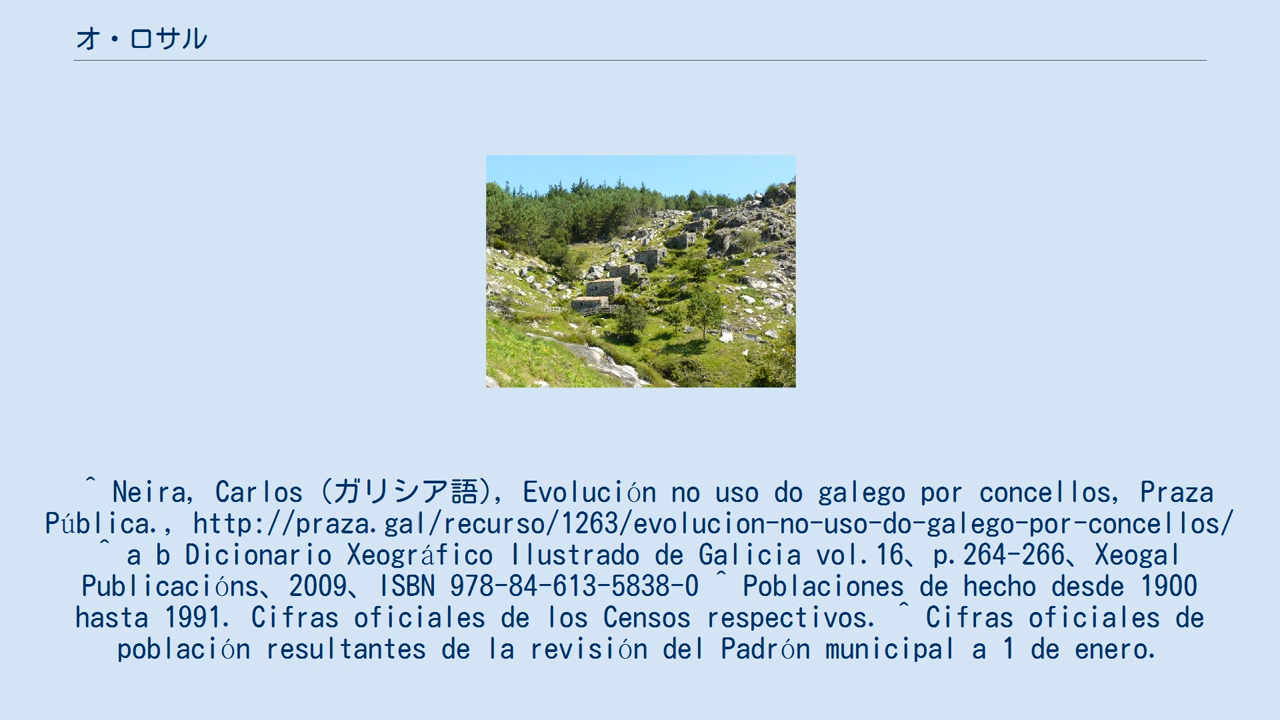 オ・ロサル
^ Neira, Carlos (ガリシア語), Evolución no uso do galego por concellos, Praza
Pública., http://praza.gal/recurso/1263/evolucion-no-uso-do-galego-por-concellos/
^ a b Dicionario Xeográfico Ilustrado de Galicia vol.16、p.264-266、Xeogal
Publicacións、2009、ISBN 978-84-613-5838-0 ^ Poblaciones de hecho desde 1900
hasta 1991. Cifras oficiales de los Censos respectivos. ^ Cifras oficiales de
población resultantes de la revisión del Padrón municipal a 1 de enero.